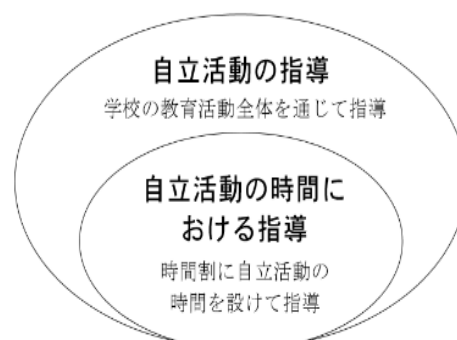 自立活動の指導
学校の教育活動全体を通じて指導
自立活動の時間に
おける指導
時間割に自立活動の
時間を設けて指導